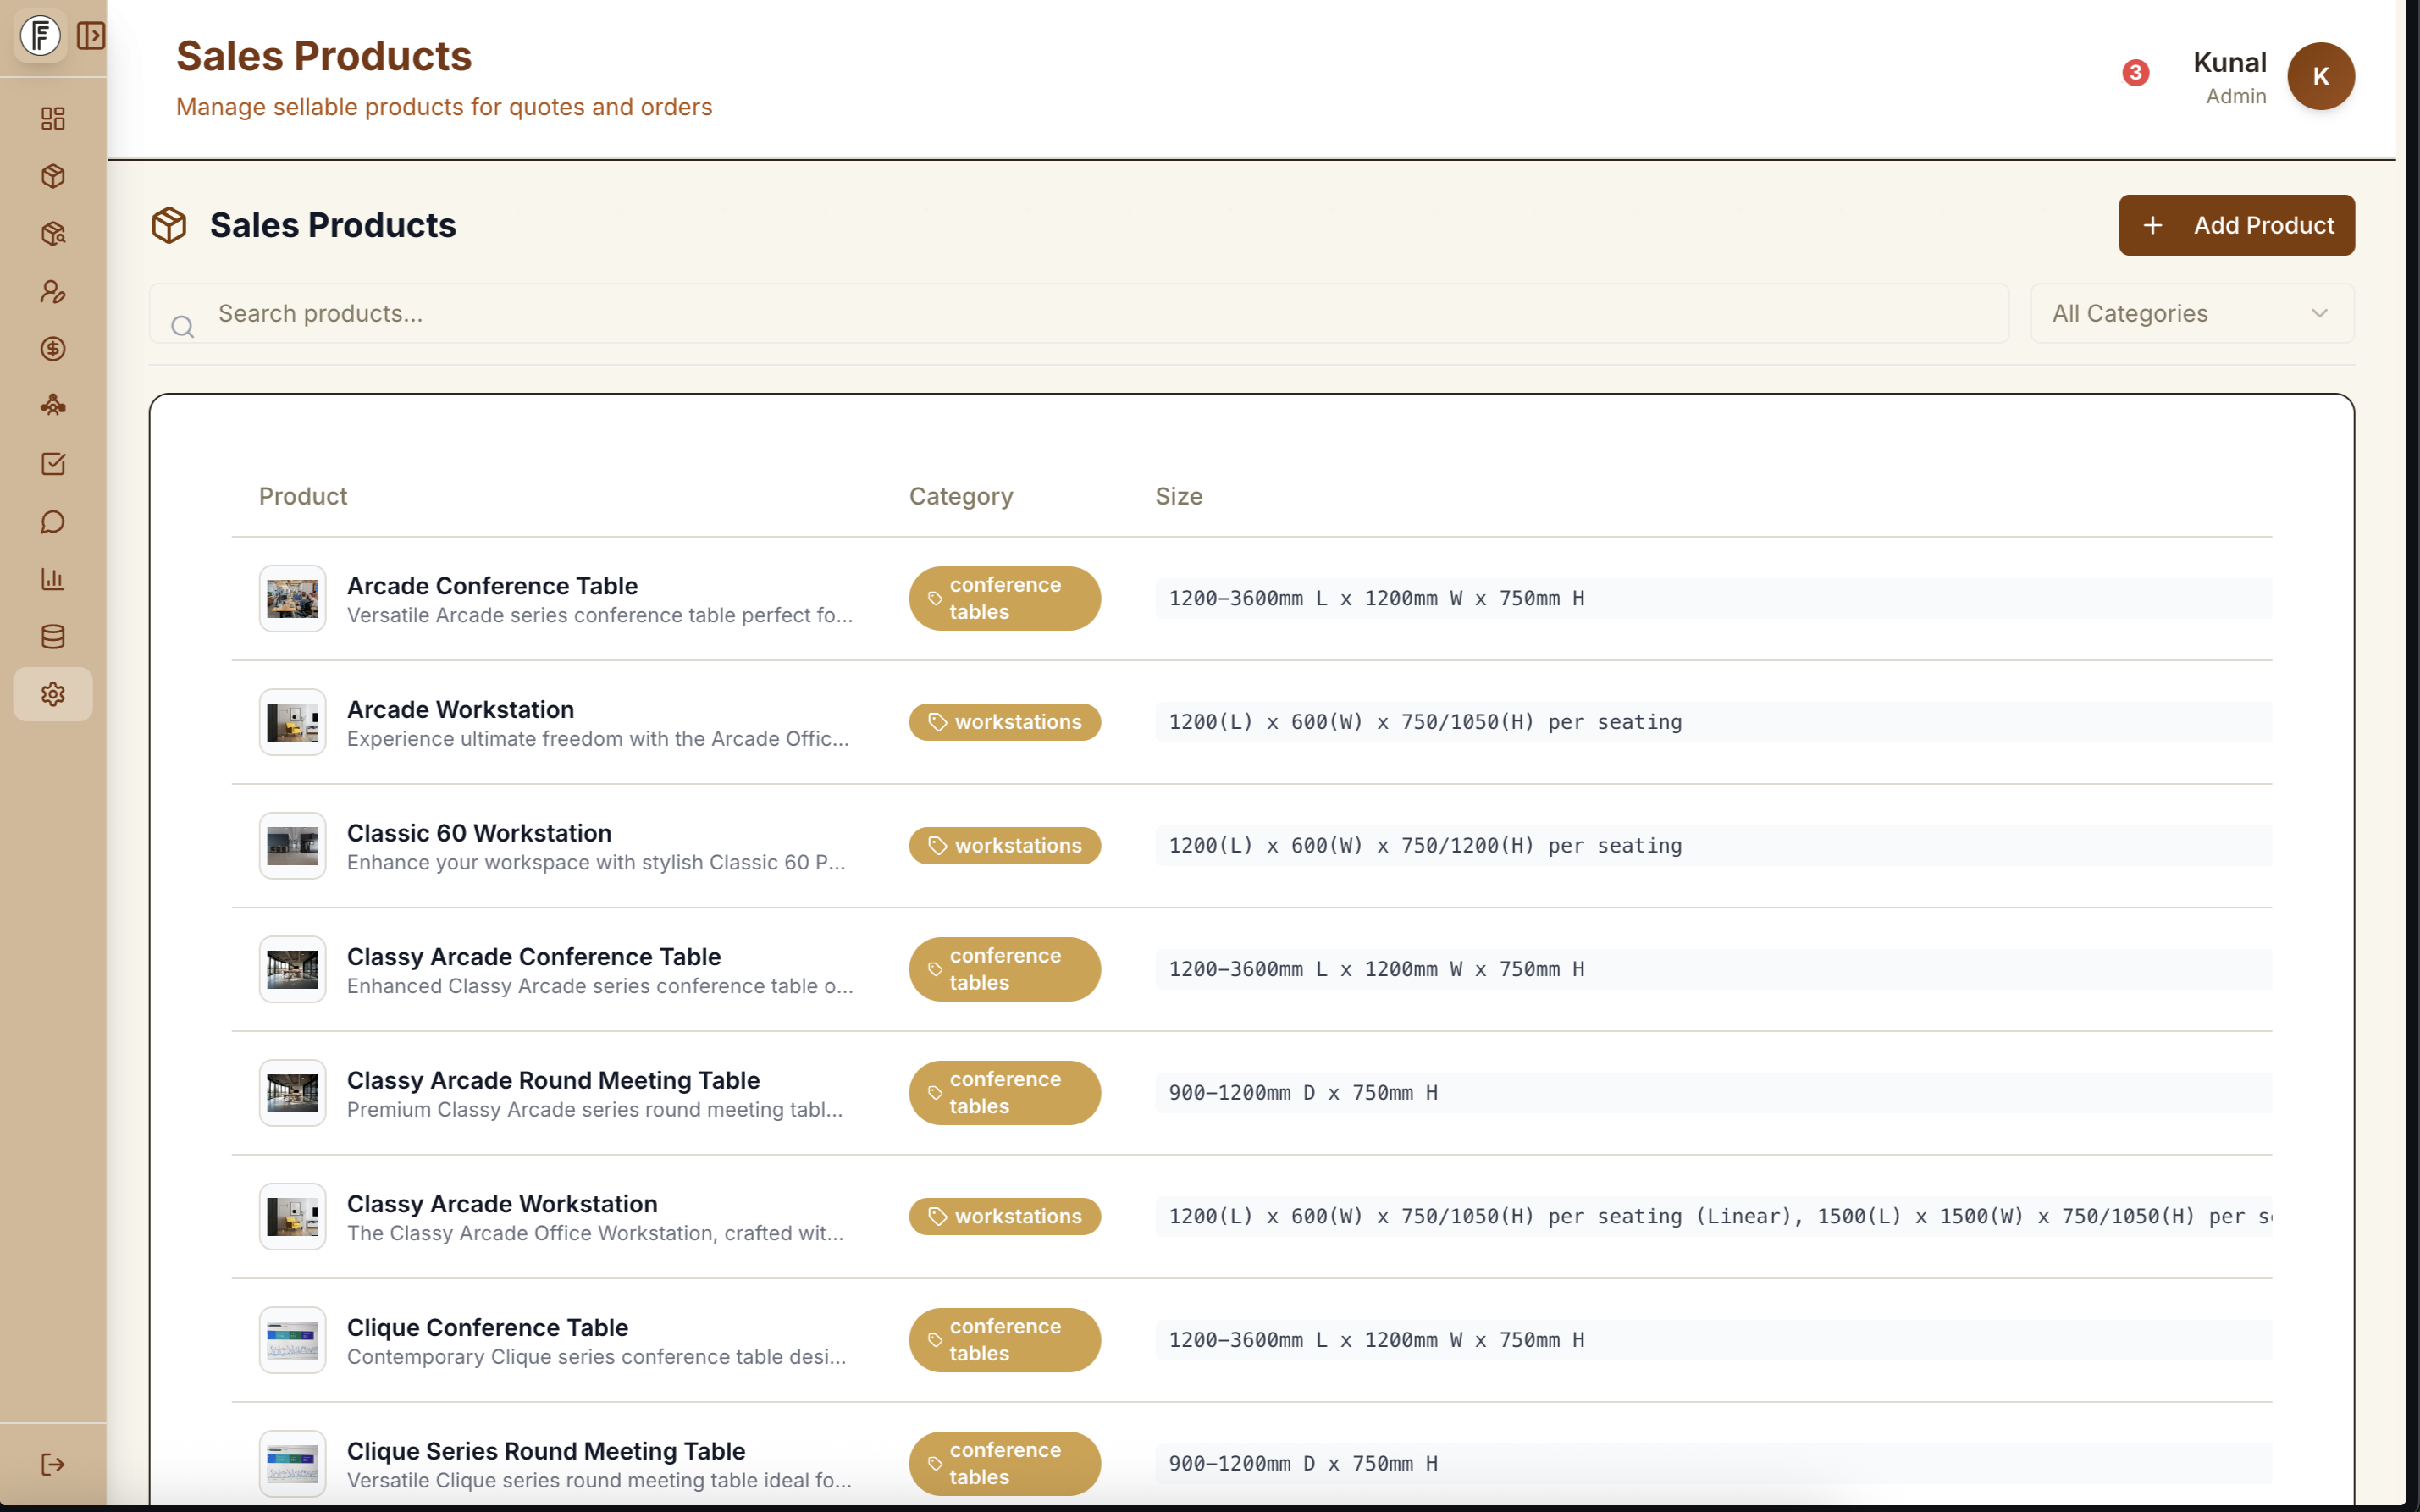 Sales Products
Manage sellable products for quotes and orders
3
Kunal
Admin
K
Sales Products
+ Add Product
Search products...
All Categories
Product Category Size
Arcade Conference Table
Versatile Arcade series conference table perfect fo...
conference
tables
1200–3600mm L x 1200mm W x 750mm H
Arcade Workstation
Experience ultimate freedom with the Arcade Offic...
workstations
1200(L) x 600(W) x 750/1050(H) per seating
Classic 60 Workstation
Enhance your workspace with stylish Classic 60 P...
workstations
1200(L) x 600(W) x 750/1200(H) per seating
Classy Arcade Conference Table
Enhanced Classy Arcade series conference table o...
conference
tables
1200–3600mm L x 1200mm W x 750mm H
Classy Arcade Round Meeting Table
Premium Classy Arcade series round meeting tabl...
conference
tables
900–1200mm D x 750mm H
Classy Arcade Workstation
The Classy Arcade Office Workstation, crafted wit...
workstations
1200(L) x 600(W) x 750/1050(H) per seating (Linear), 1500(L) x 1500(W) x 750/1050(H) per
Clique Conference Table
Contemporary Clique series conference table desi...
conference
tables
1200–3600mm L x 1200mm W x 750mm H
Clique Series Round Meeting Table
Versatile Clique series round meeting table ideal fo...
conference
tables
900–1200mm D x 750mm H